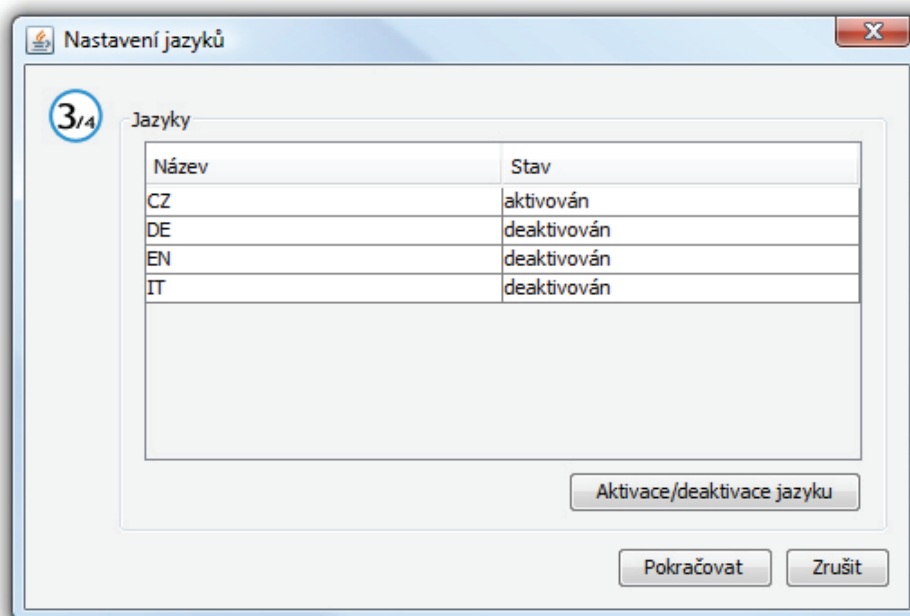 Nastavení jazyků
3/4
Jazyky
Název Stav
CZ aktivován
DE deaktivován
EN deaktivován
IT deaktivován
Aktivace/deaktivace jazyku
Pokračovat Zrušit